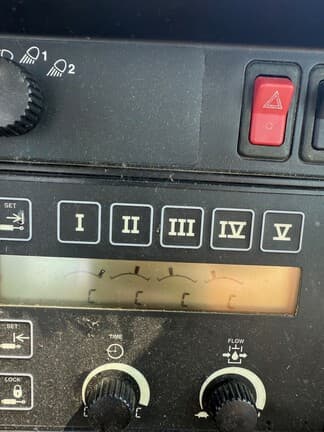 1 2
SET I II III IV V
SET TIME FLOW
LOCK